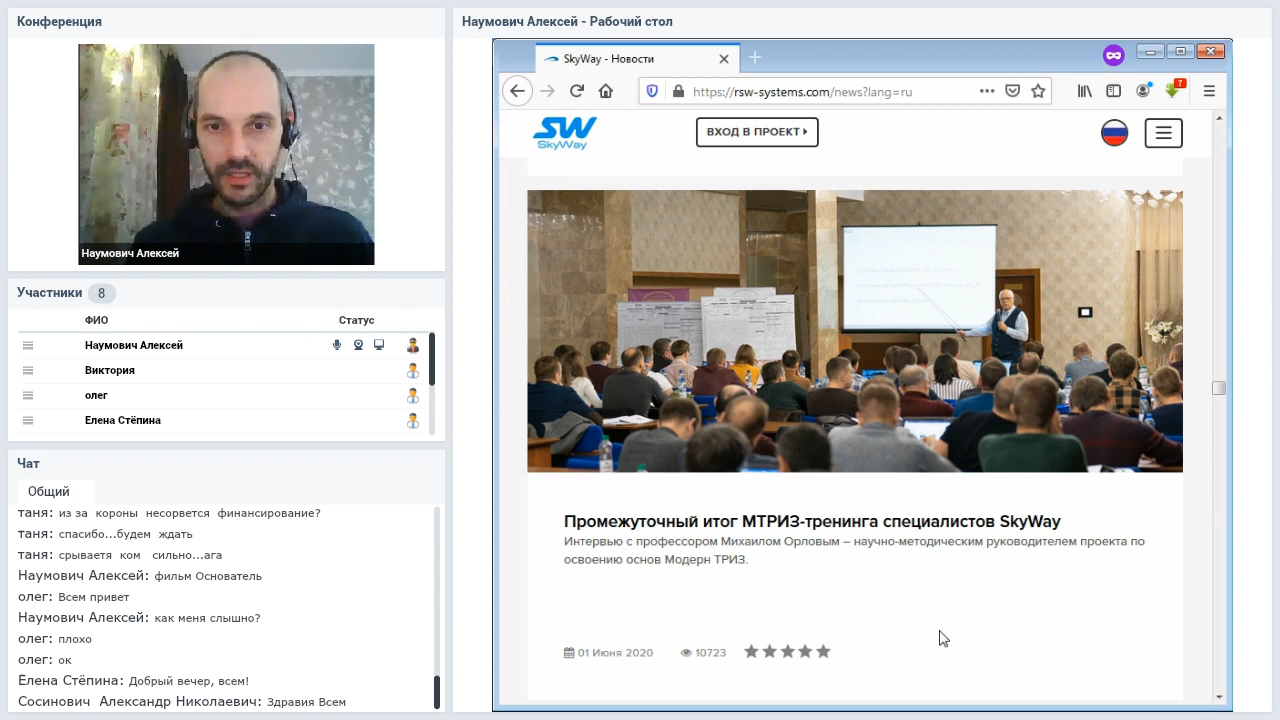 Конференция
Наумович Алексей
Участники 8
ФИО Статус
Наумович Алексей
Виктория
олег
Елена Стёпина
Чат
Общий
таня: из за короны несорвется финансирование?
таня: спасибо...будем ждать
таня: срываетя ком сильно...ага
Наумович Алексей: фильм Основатель
олег: Всем привет
Наумович Алексей: как меня слышно?
олег: плохо
олег: ок
Елена Стёпина: Добрый вечер, всем!
Сосинович Александр Николаевич: Здравия Всем
Наумович Алексей - Рабочий стол
SkyWay - Новости
https://rsw-systems.com/news?lang=ru
SW
SkyWay
ВХОД В ПРОЕКТ
Промежуточный итог МТРИЗ-тренинга специалистов SkyWay
Интервью с профессором Михаилом Орловым – научно-методическим руководителем проекта по
освоению основ Модерн ТРИЗ.
01 Июня 2020 10723